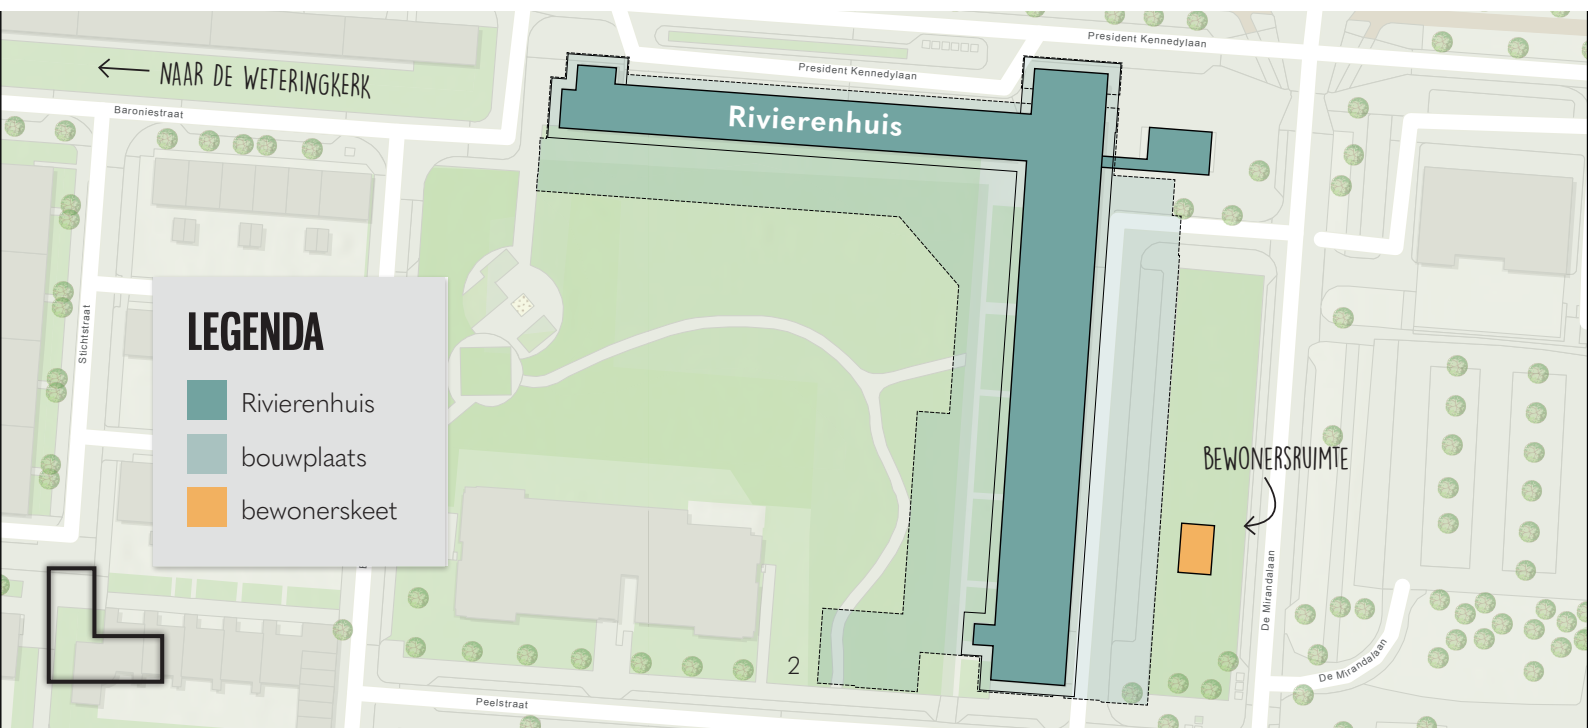 President Kennedylaan
President Kennedylaan
NAAR DE WETERINGKERK
Baroniestraat
Rivierenhuis
Stichtstraat
LEGENDA
Rivierenhuis
bouwplaats
bewonerskeet
BEWONERSRUIMTE
De Mirandalaan
De Mirandalaan
2
Peelstraat